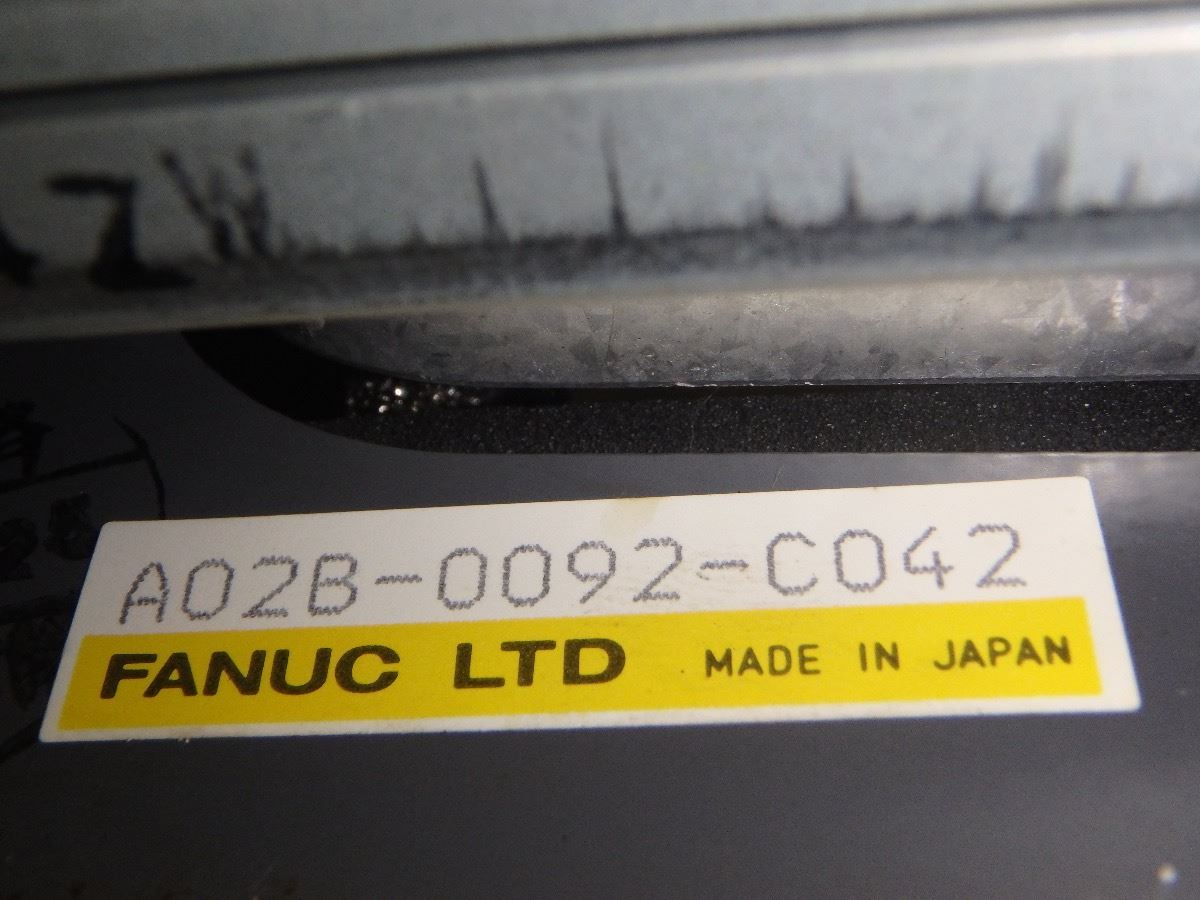 A02B-0092-C042
FANUC LTD MADE IN JAPAN